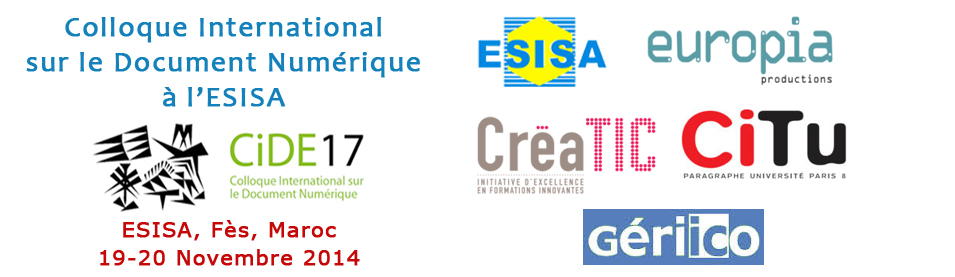 Colloque International
sur le Document Numérique
à l'ESISA
CiDE17
Colloque International sur
le Document Numérique
ESISA, Fès, Maroc
19-20 Novembre 2014
ESISA
europia
productions
CrëaTIC
INITIATIVE D'EXCELLENCE
EN FORMATIONS INNOVANTES
CiTu
PARAGRAPHE UNIVERSITÉ PARIS 8
Gériico